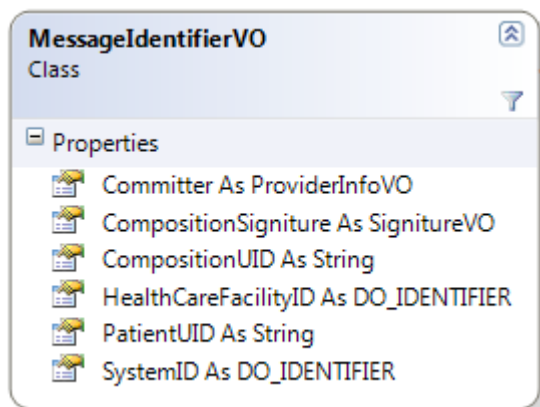 MessageIdentifierVO
Class
Properties
Committer As ProviderInfoVO
CompositionSigniture As SignitureVO
CompositionUID As String
HealthCareFacilityID As DO_IDENTIFIER
PatientUID As String
SystemID As DO_IDENTIFIER